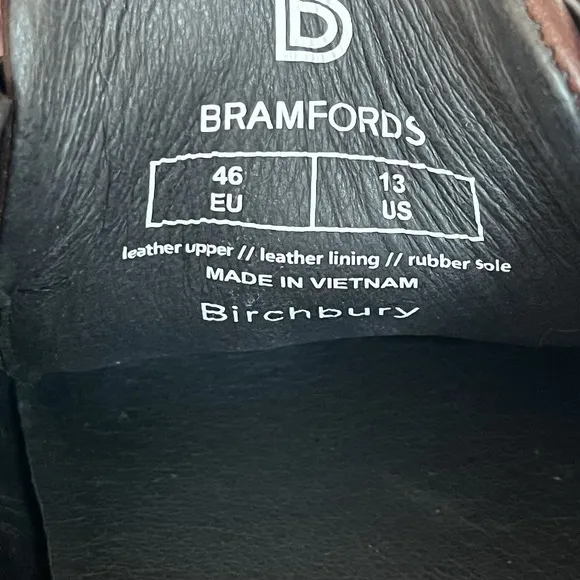 B
BRAMFORDS
46 EU
13 US
leather upper // leather lining // rubber sole
MADE IN VIETNAM
Birchbury